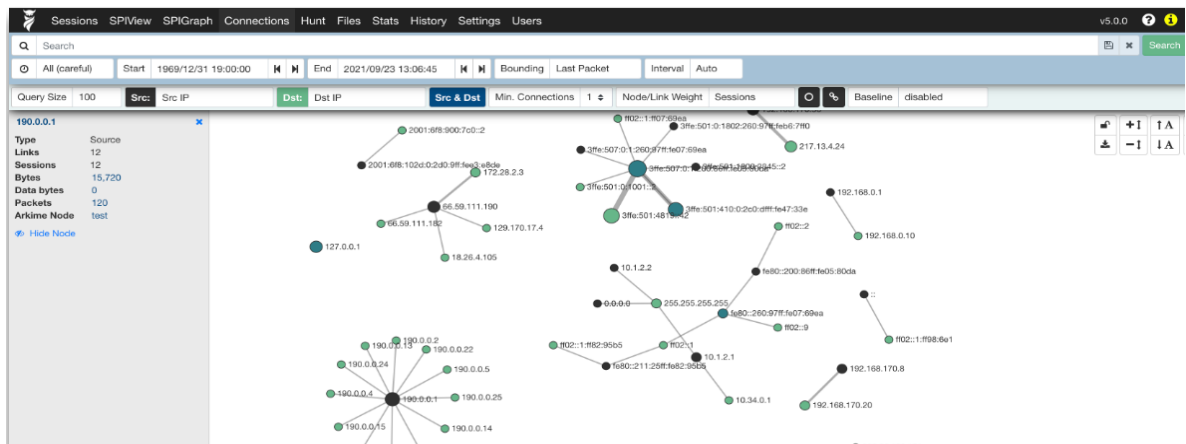 Sessions SPIView SPIGraph Connections Hunt Files Stats History Settings Users v5.0.0
Search Search
All (careful) Start 1969/12/31 19:00:00 End 2021/09/23 13:06:45 Bounding Last Packet Interval Auto
Query Size 100 Src: Src IP Dst: Dst IP Src & Dst Min. Connections 1 Node/Link Weight Sessions Baseline disabled
190.0.0.1
Type Source
Links 12
Sessions 12
Bytes 15,720
Data bytes 0
Packets 120
Arkime Node test
Hide Node
ff02::1:ff07:69ea
3ffe:501:0:1802:260:97ff:feb6:7ff0
2001:6f8:900:7c0::2
217.13.4.24
3ffe:507:0:1:260:97ff:fe07:69ea
2001:6f8:102d:0:2d0:9ff:fee3:e8de
172.28.2.3
3ffe:501:0:1001::2
192.168.0.1
66.59.111.190
3ffe:501:410:0:2c0:dfff:fe47:33e
66.59.111.182
129.170.17.4
ff02::2
192.168.0.10
127.0.0.1
18.26.4.105
10.1.2.2
fe80::200:86ff:fe05:80da
::
0.0.0.0
255.255.255.255
fe80::260:97ff:fe07:69ea
ff02::9
ff02::1:ff98:6e1
190.0.0.2
190.0.0.13
ff02::1:ff82:95b5
ff02::1
190.0.0.22
10.1.2.1
190.0.0.24
fe80::211:25ff:fe82:95b5
190.0.0.5
192.168.170.8
190.0.0.4
190.0.0.1
190.0.0.25
10.34.0.1
192.168.170.20
190.0.0.15
190.0.0.14